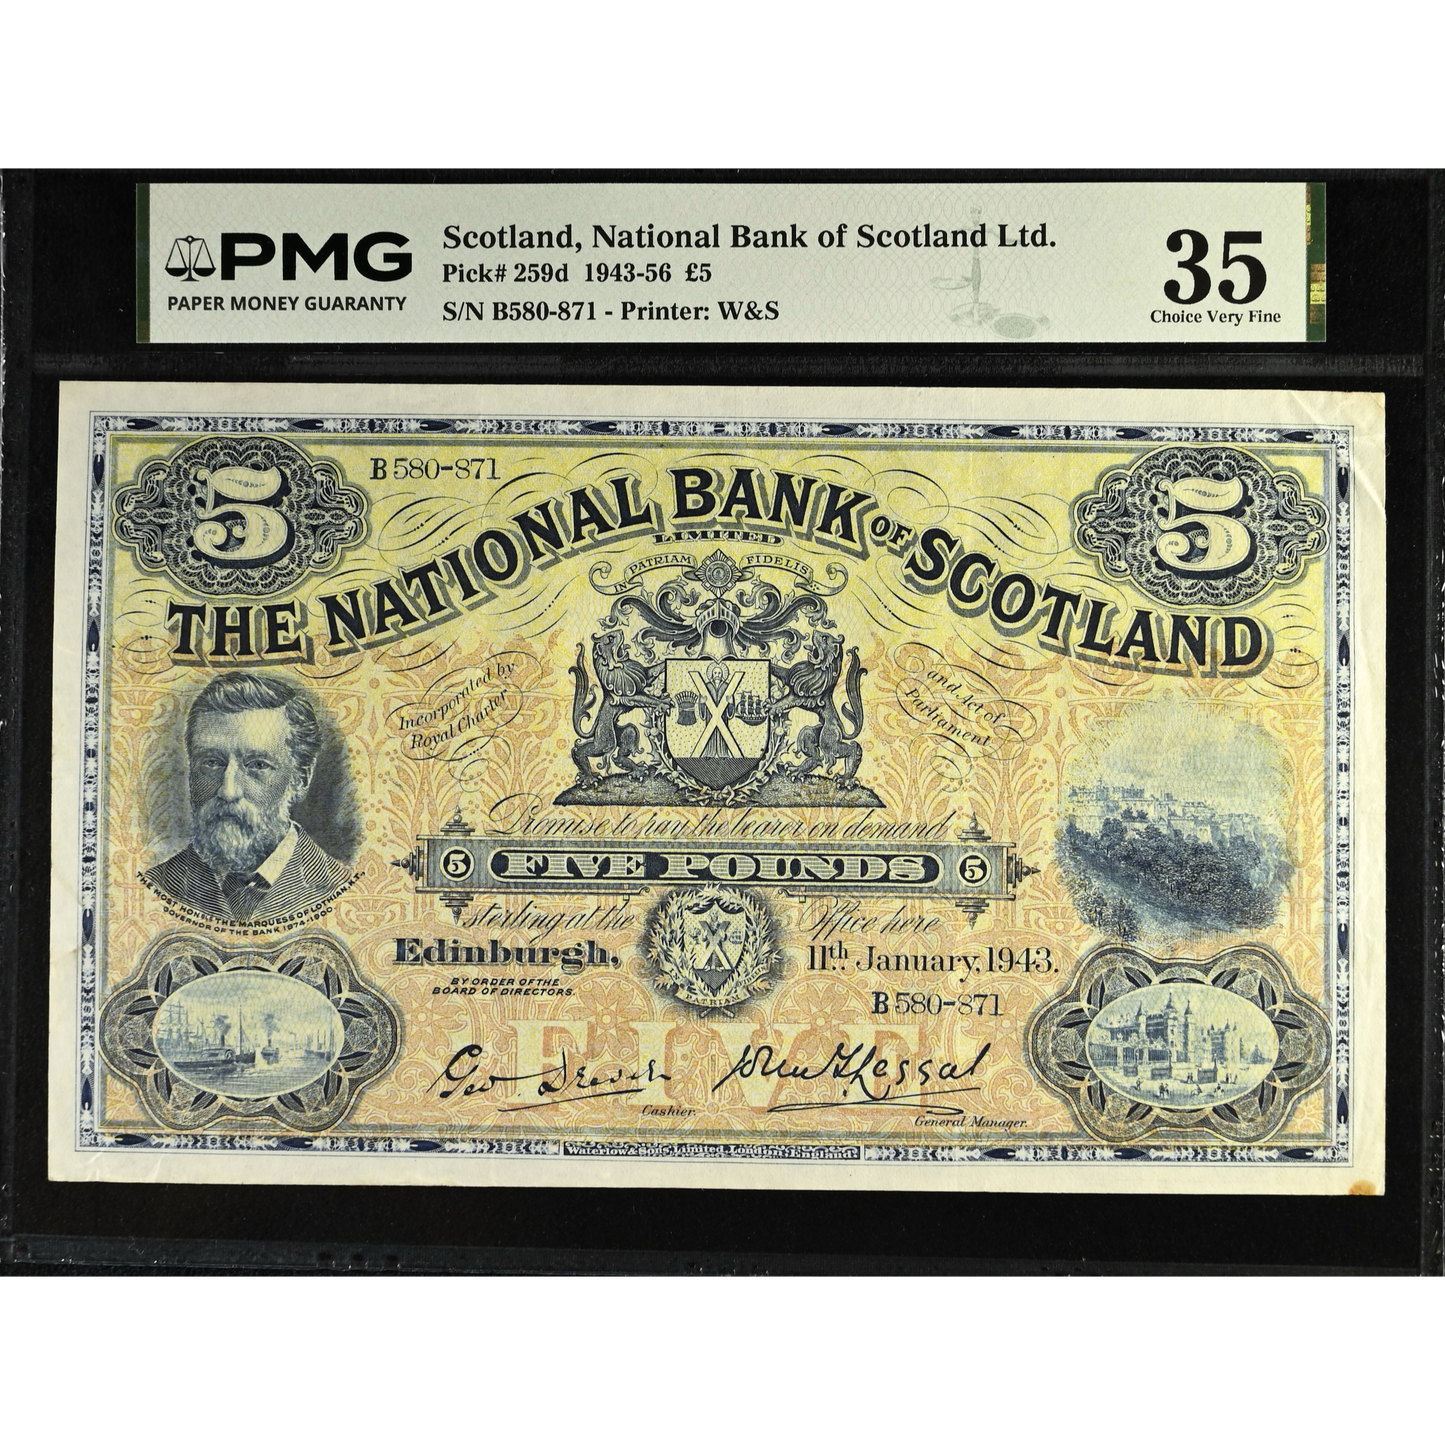 PMG
PAPER MONEY GUARANTY
Scotland, National Bank of Scotland Ltd.
Pick# 259d 1943-56 £5
S/N B580-871 - Printer: W&S
35
Choice Very Fine
5
B580-871
5
THE NATIONAL BANK OF SCOTLAND
LIMITED
IN PATRIAM FIDELIS
Incorporated by
Royal Charter
and Act of
Parliament
Promise to pay the bearer on demand
5 FIVE POUNDS 5
THE MOST HONBLE THE MARQUESS OF LOTHIAN, K.T.,
GOVERNOR OF THE BANK 1874-1900
sterling at the Office here
Edinburgh, 11th January, 1943.
BY ORDER OF THE
BOARD OF DIRECTORS.
B580-871
FIVE
Cashier.
General Manager.
Waterlow & Sons Limited, London, England